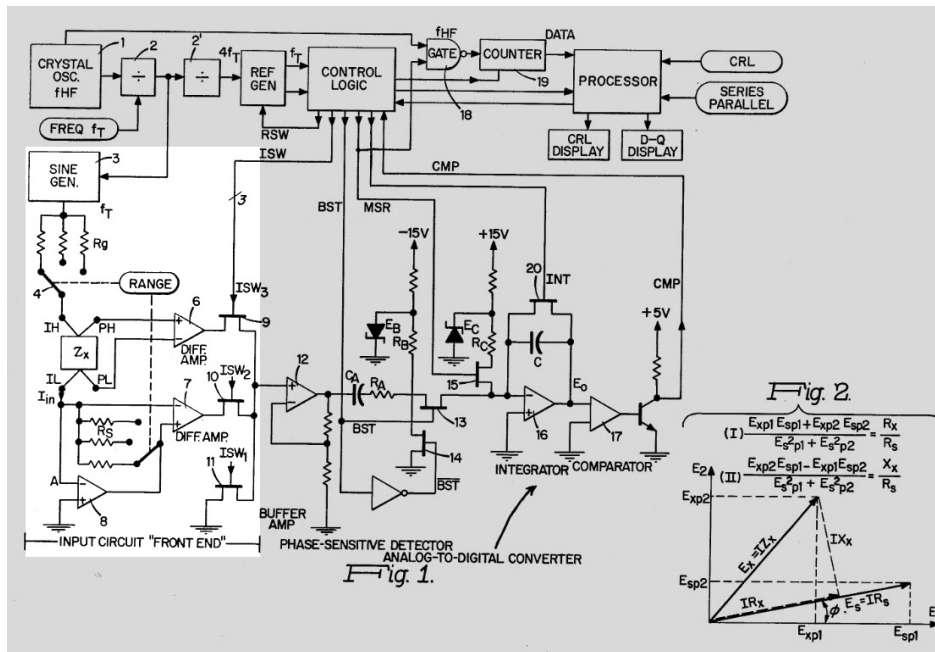 fHF
DATA
1
2
2'
4fT
fT
CRYSTAL
OSC.
fHF
÷
÷
REF
GEN
CONTROL
LOGIC
GATE
18
COUNTER
19
PROCESSOR
CRL
SERIES
PARALLEL
FREQ fT
RSW
ISW
CRL
DISPLAY
D-Q
DISPLAY
3
SINE
GEN.
fT
3
BST
MSR
CMP
-15V
+15V
20
INT
CMP
Rg
4
RANGE
ISW3
IH
PH
6
9
DIFF.
AMP.
ZX
IL
PL
Iin
7
10
ISW2
DIFF.AMP.
RS
A
8
11
ISW1
12
CA
RA
EB
RB
EC
RC
15
13
BST
14
BST
C
Eo
16
17
+5V
INTEGRATOR
COMPARATOR
BUFFER
AMP
INPUT CIRCUIT "FRONT END"
PHASE-SENSITIVE DETECTOR
ANALOG-TO-DIGITAL CONVERTER
Fig. 1.
Fig. 2.
(I) Exp1 Esp1 + Exp2 Esp2 / Es²p1 + Es²p2 = Rx / Rs
(II) Exp2 Esp1 - Exp1 Esp2 / Es²p1 + Es²p2 = Xx / Rs
E2
Exp2
Ex=IZx
IXx
Esp2
IRx
ø
Es=IRs
Exp1
Esp1